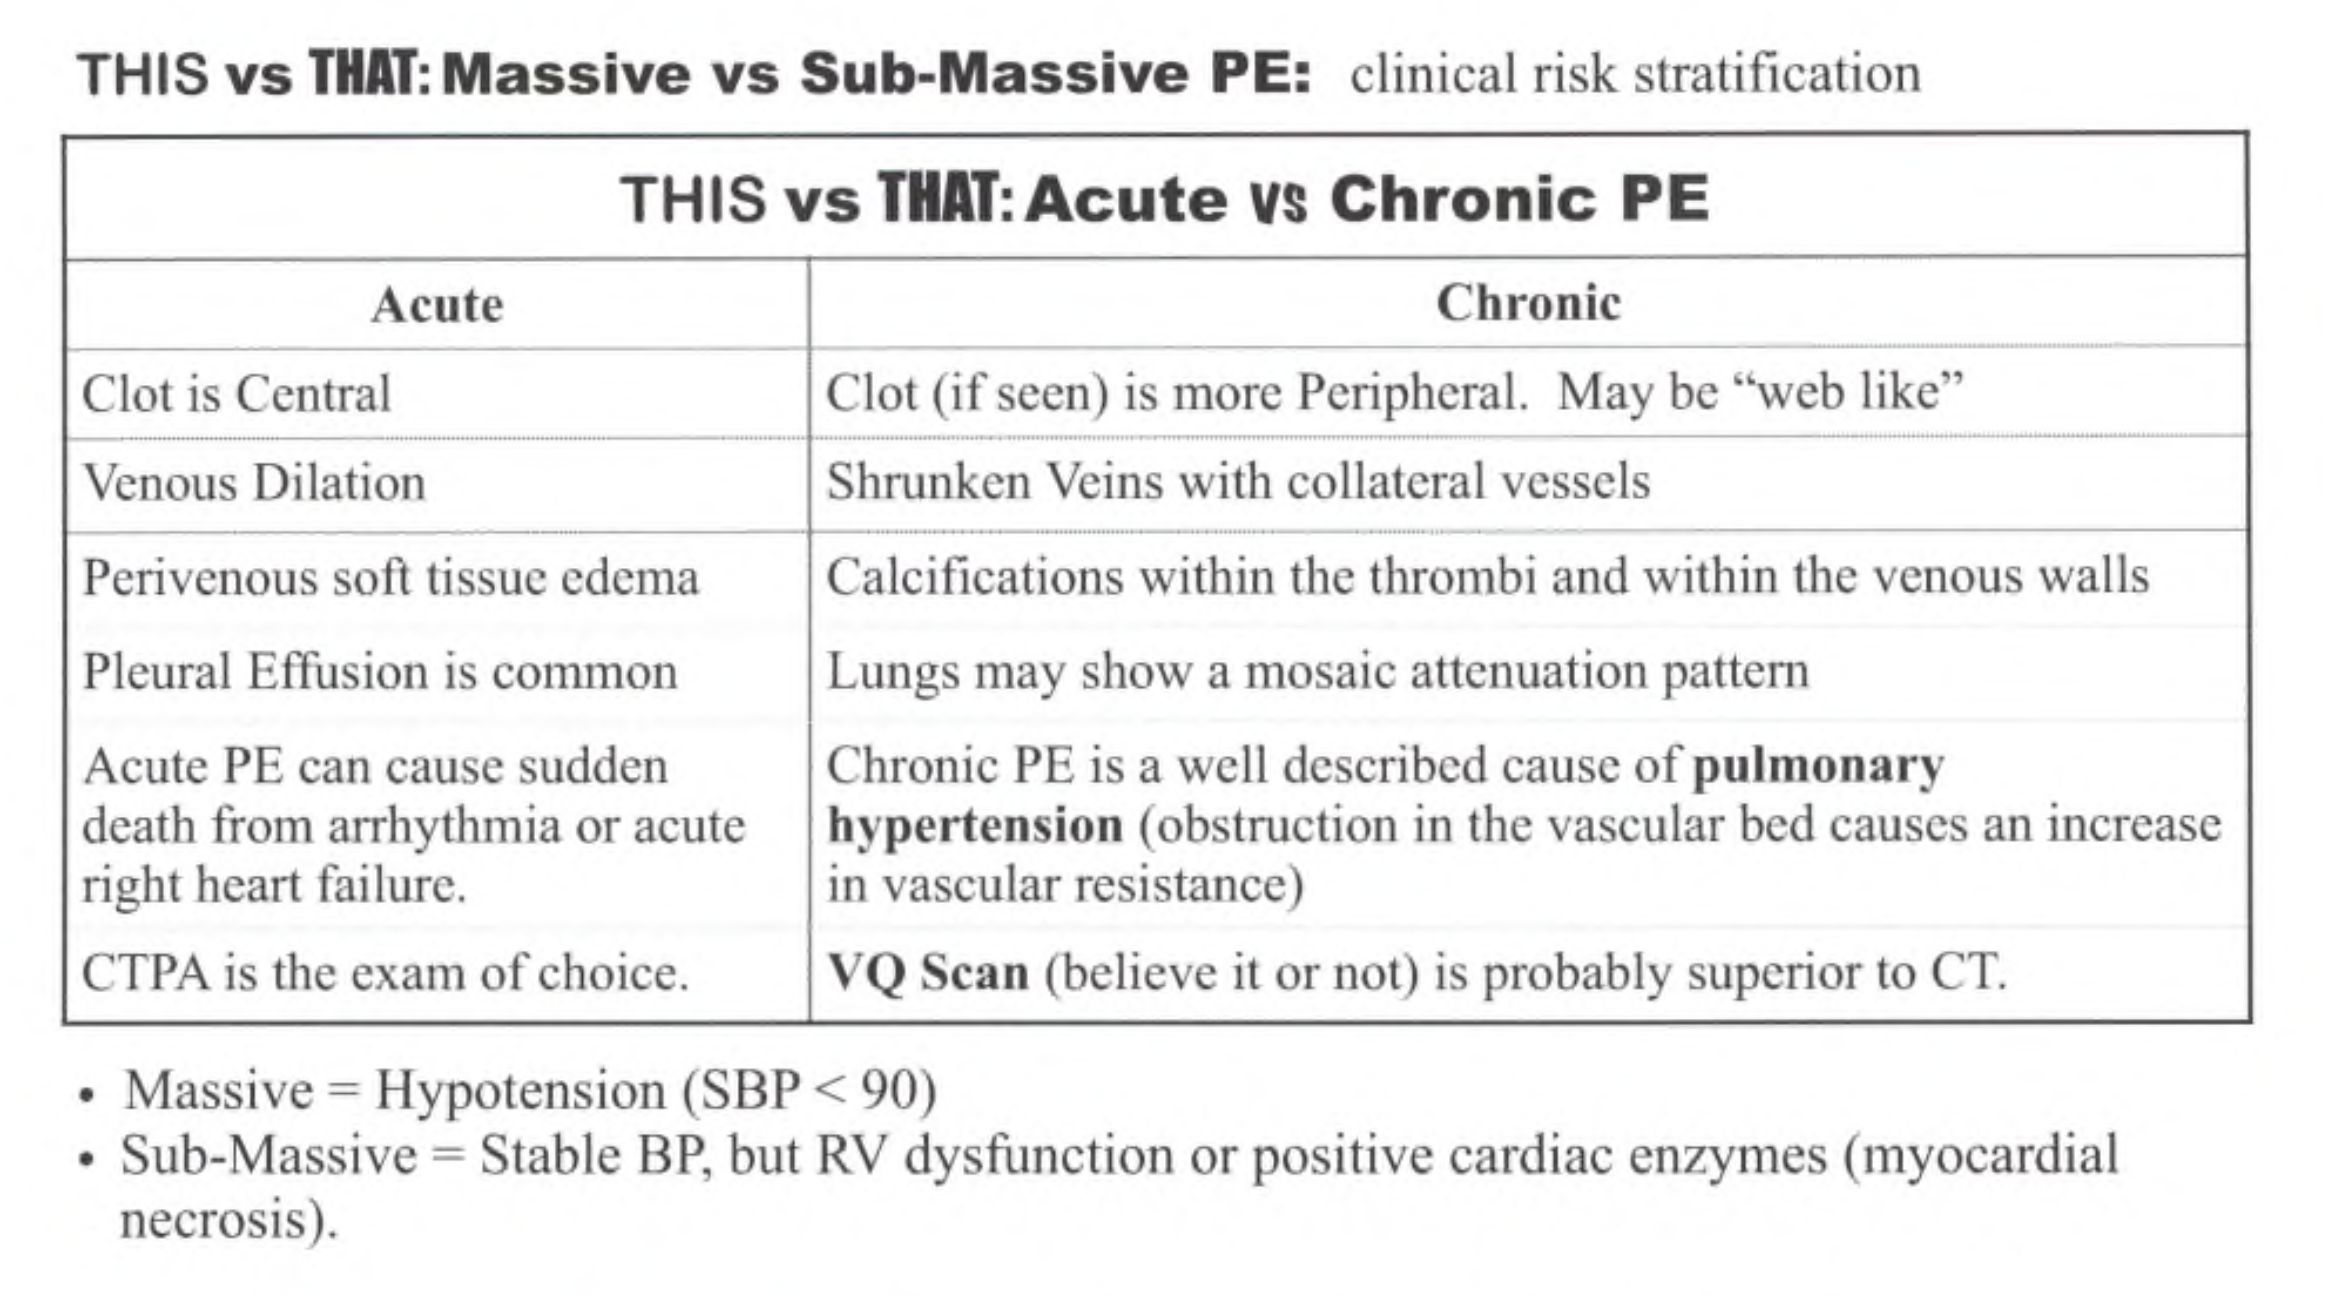 THIS vs THAT: Massive vs Sub-Massive PE: clinical risk stratification
THIS vs THAT: Acute vs Chronic PE
Acute
Chronic
Clot is Central
Clot (if seen) is more Peripheral. May be “web like”
Venous Dilation
Shrunken Veins with collateral vessels
Perivenous soft tissue edema
Calcifications within the thrombi and within the venous walls
Pleural Effusion is common
Lungs may show a mosaic attenuation pattern
Acute PE can cause sudden
death from arrhythmia or acute
right heart failure.
Chronic PE is a well described cause of pulmonary
hypertension (obstruction in the vascular bed causes an increase
in vascular resistance)
CTPA is the exam of choice.
VQ Scan (believe it or not) is probably superior to CT.
• Massive = Hypotension (SBP < 90)
• Sub-Massive = Stable BP, but RV dysfunction or positive cardiac enzymes (myocardial
necrosis).